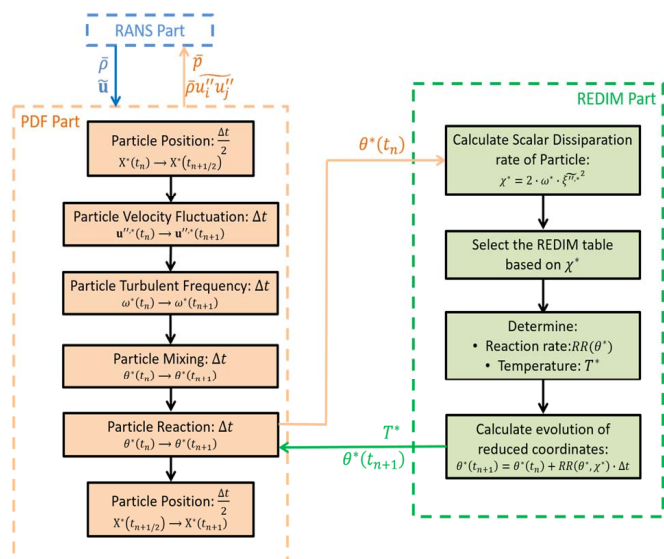 RANS Part
ρ̄
ũ
p̄
ρ̄u͠ᵢ″uⱼ″
PDF Part
Particle Position: Δt/2
X*(tₙ) → X*(tₙ₊₁/₂)
Particle Velocity Fluctuation: Δt
u″,*(tₙ) → u″,*(tₙ₊₁)
Particle Turbulent Frequency: Δt
ω*(tₙ) → ω*(tₙ₊₁)
Particle Mixing: Δt
θ*(tₙ) → θ*(tₙ₊₁)
Particle Reaction: Δt
θ*(tₙ) → θ*(tₙ₊₁)
Particle Position: Δt/2
X*(tₙ₊₁/₂) → X*(tₙ₊₁)
θ*(tₙ)
T*
θ*(tₙ₊₁)
REDIM Part
Calculate Scalar Dissiparation
rate of Particle:
χ* = 2 · ω* · ξ͠″,*²
Select the REDIM table
based on χ*
Determine:
• Reaction rate:RR(θ*)
• Temperature: T*
Calculate evolution of
reduced coordinates:
θ*(tₙ₊₁) = θ*(tₙ) + RR(θ*, χ*) · Δt